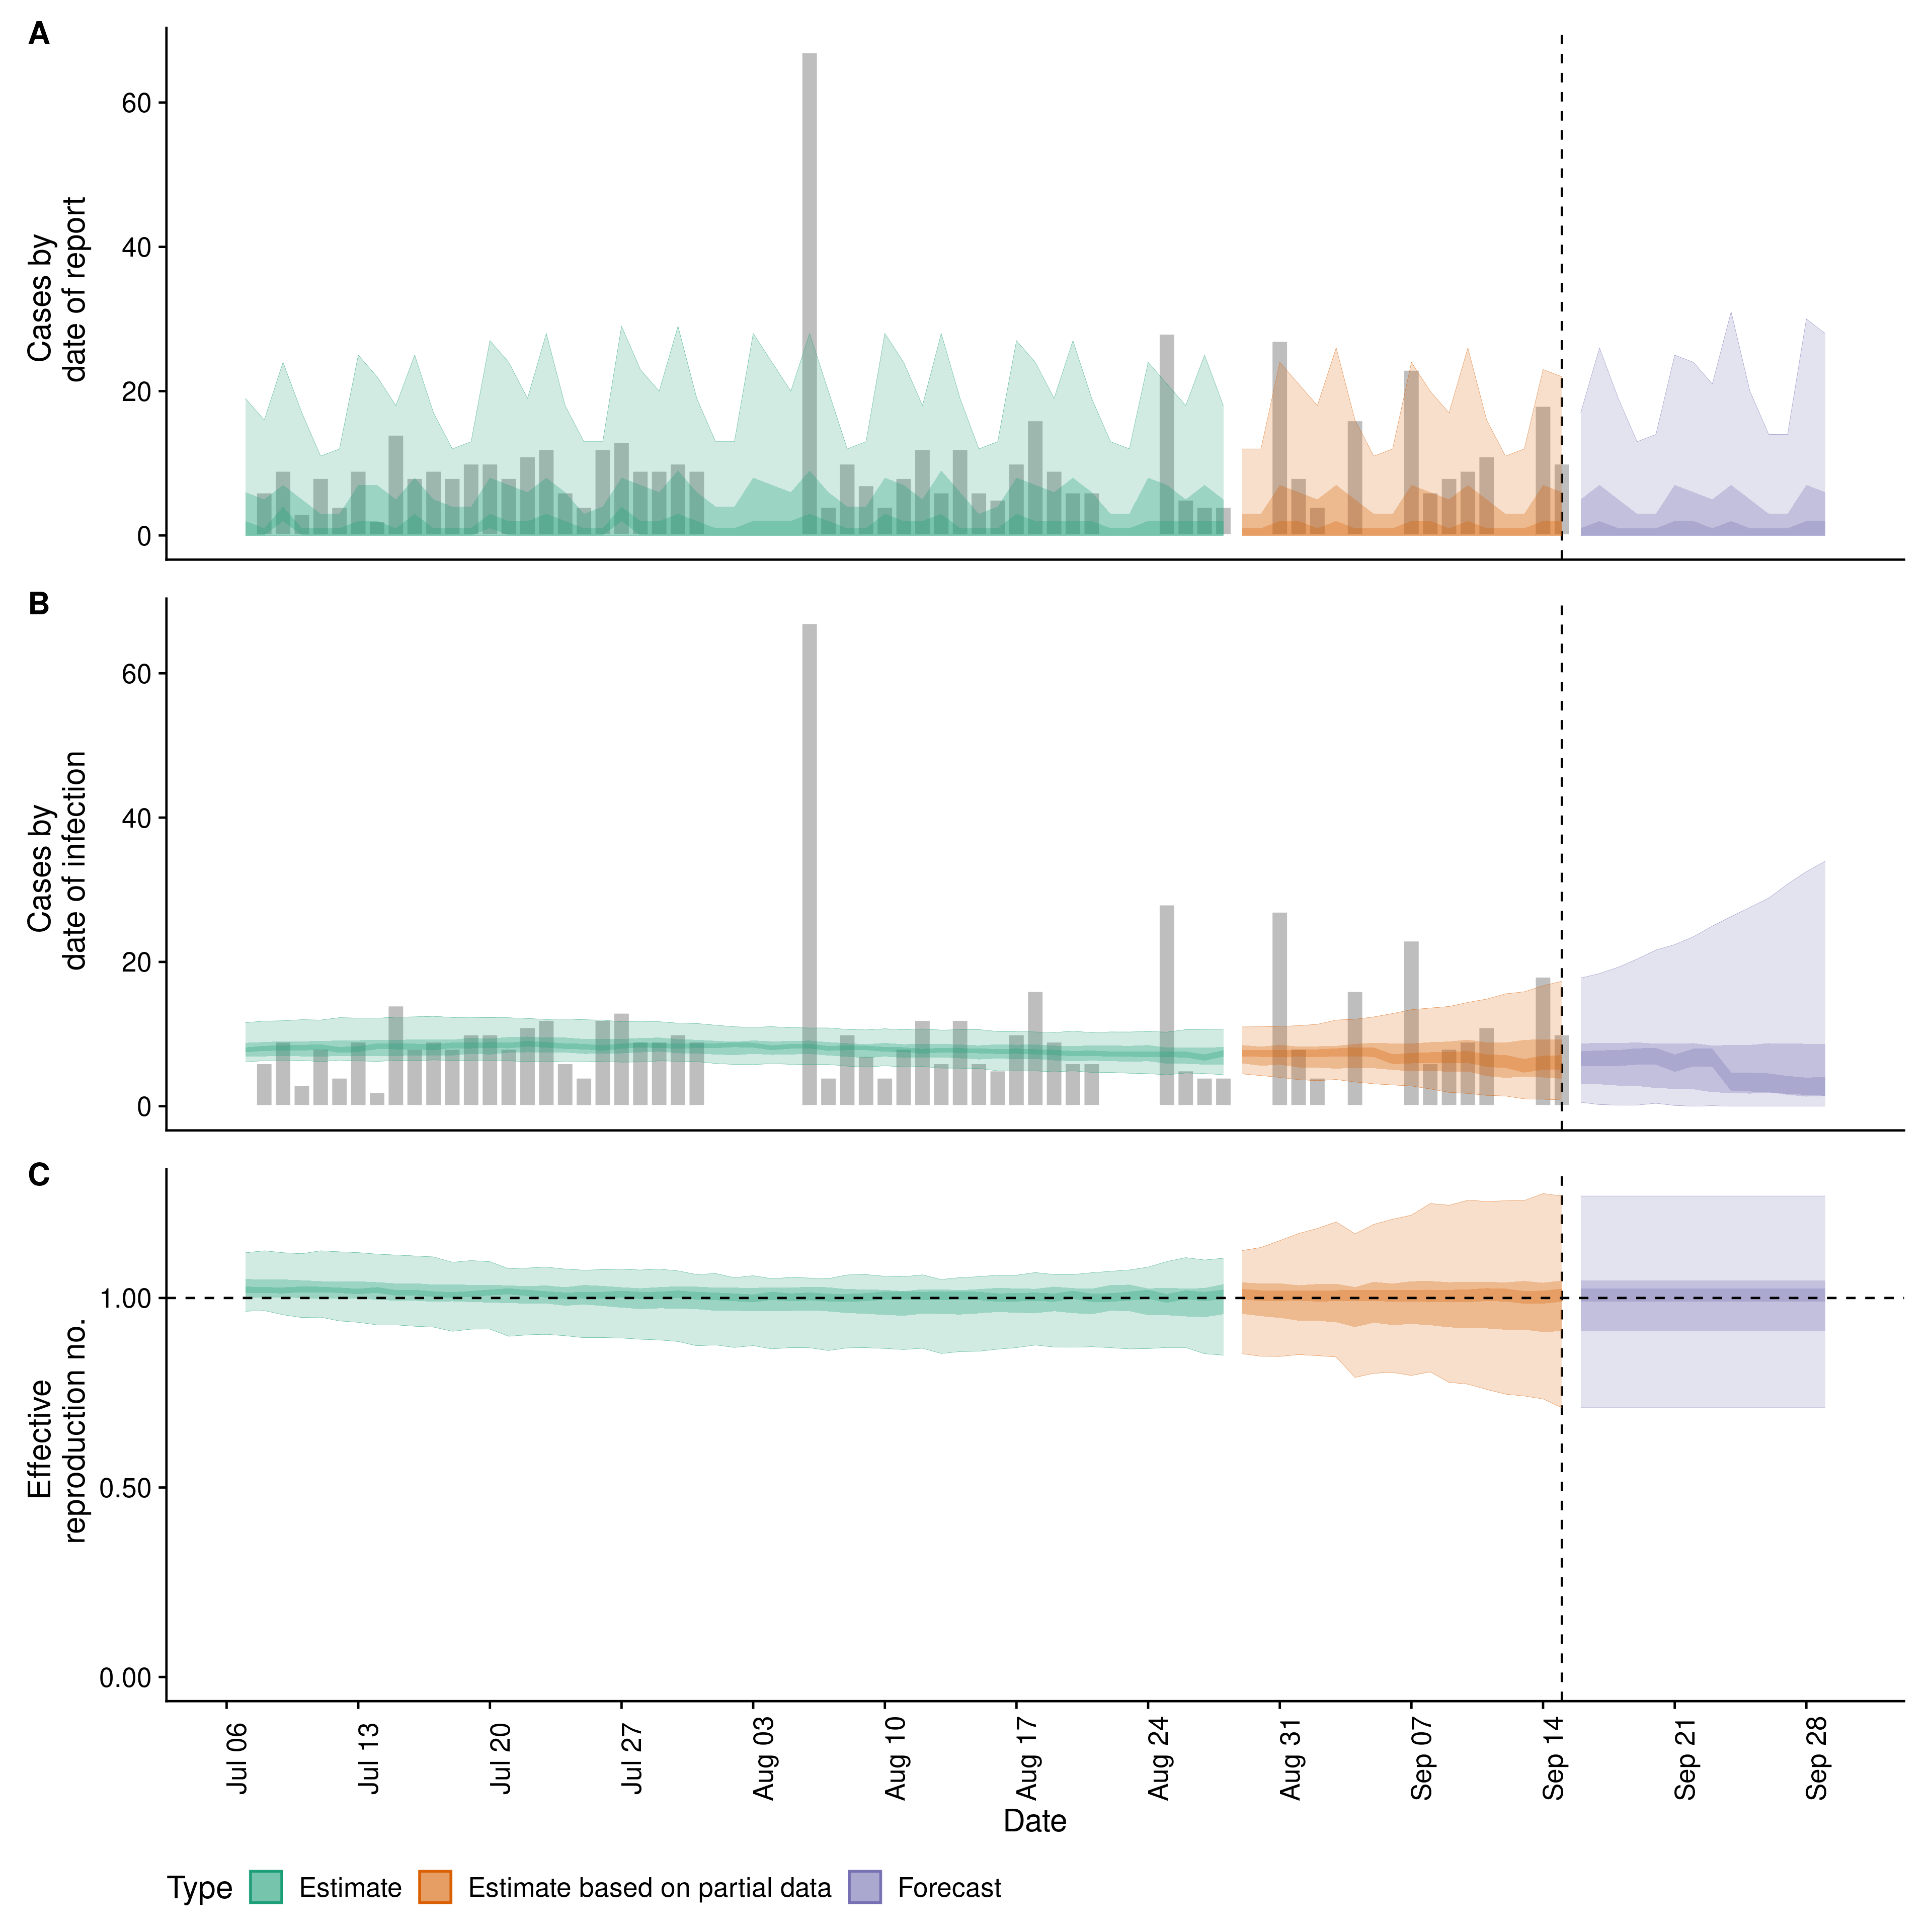 A
Cases by
date of report
60
40
20
0
B
Cases by
date of infection
60
40
20
0
C
Effective
reproduction no.
1.00
0.50
0.00
Jul 06
Jul 13
Jul 20
Jul 27
Aug 03
Aug 10
Aug 17
Aug 24
Aug 31
Sep 07
Sep 14
Sep 21
Sep 28
Date
Type Estimate Estimate based on partial data Forecast